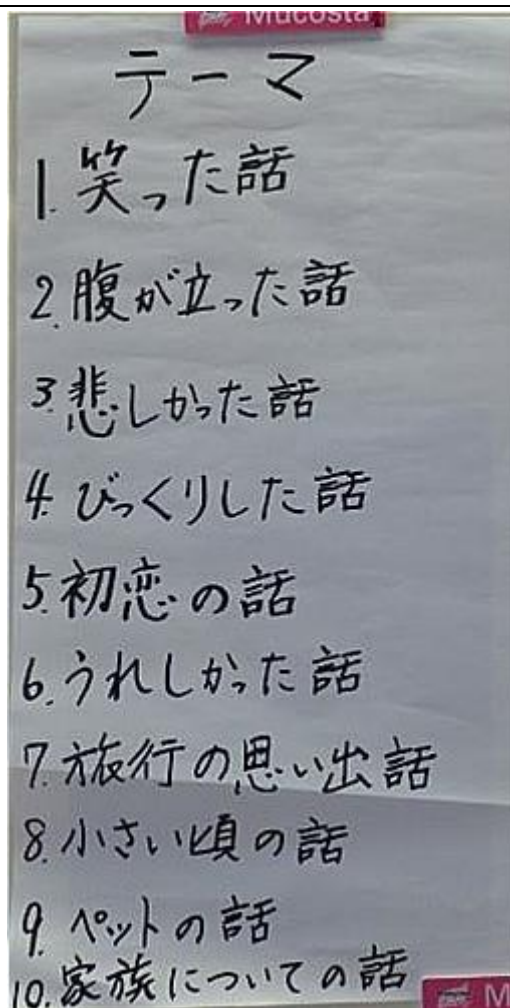 Mucosta
テーマ
1. 笑った話
2. 腹が立った話
3. 悲しかった話
4. びっくりした話
5. 初恋の話
6. うれしかった話
7. 旅行の思い出話
8. 小さい頃の話
9. ペットの話
10. 家族についての話
M